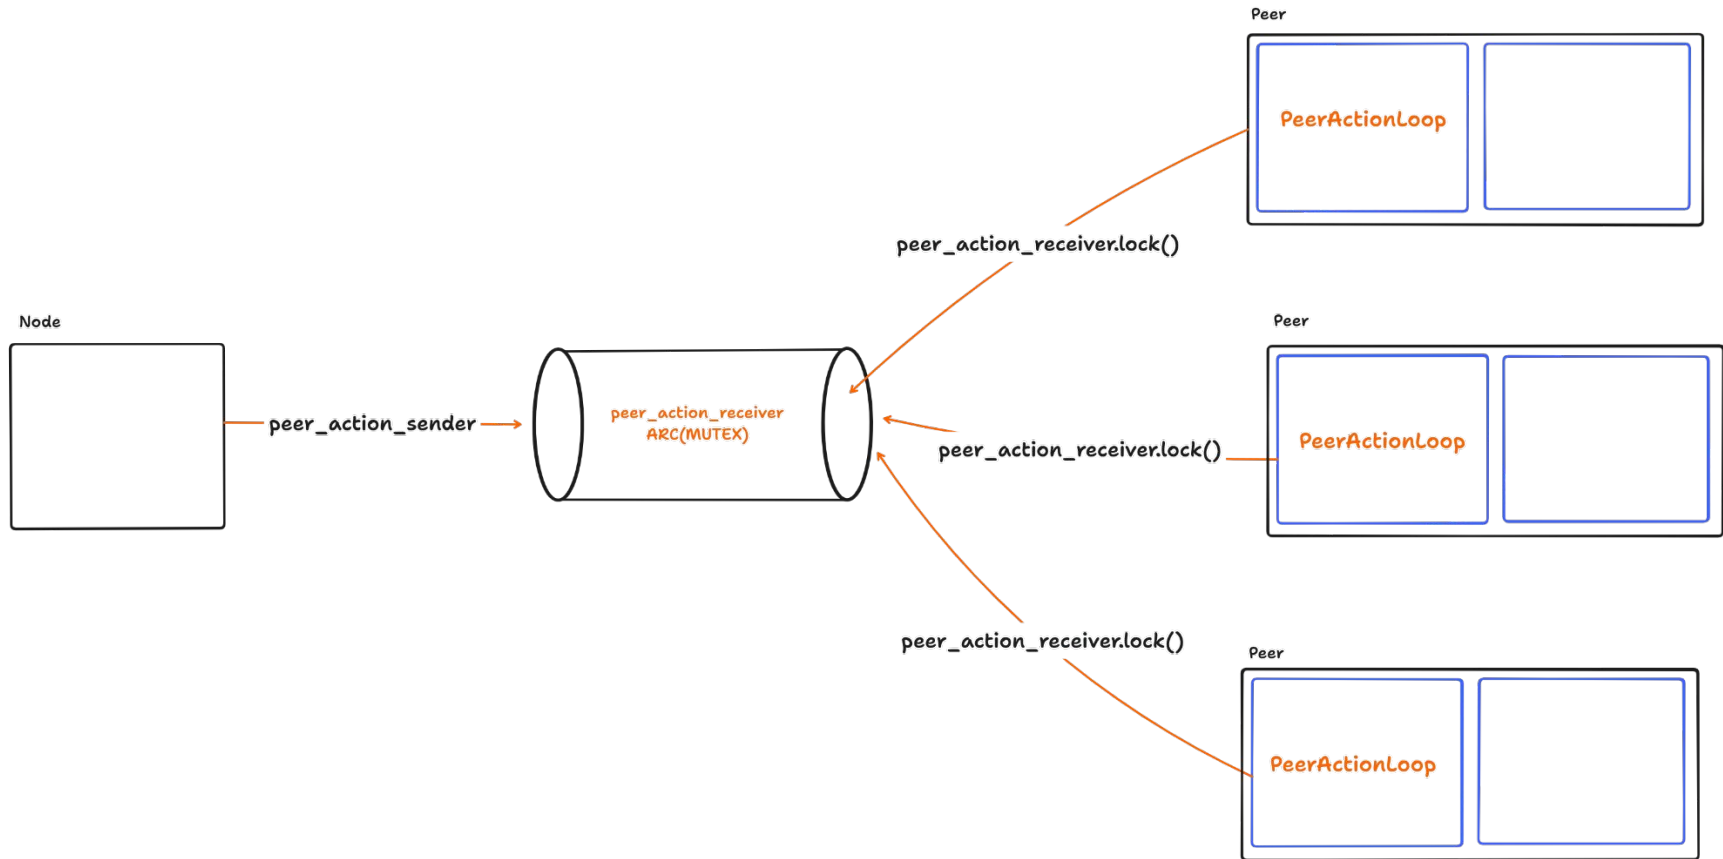 Peer
PeerActionLoop
peer_action_receiver.lock()
Node
peer_action_sender
peer_action_receiver
ARC(MUTEX)
Peer
peer_action_receiver.lock()
PeerActionLoop
peer_action_receiver.lock()
Peer
PeerActionLoop